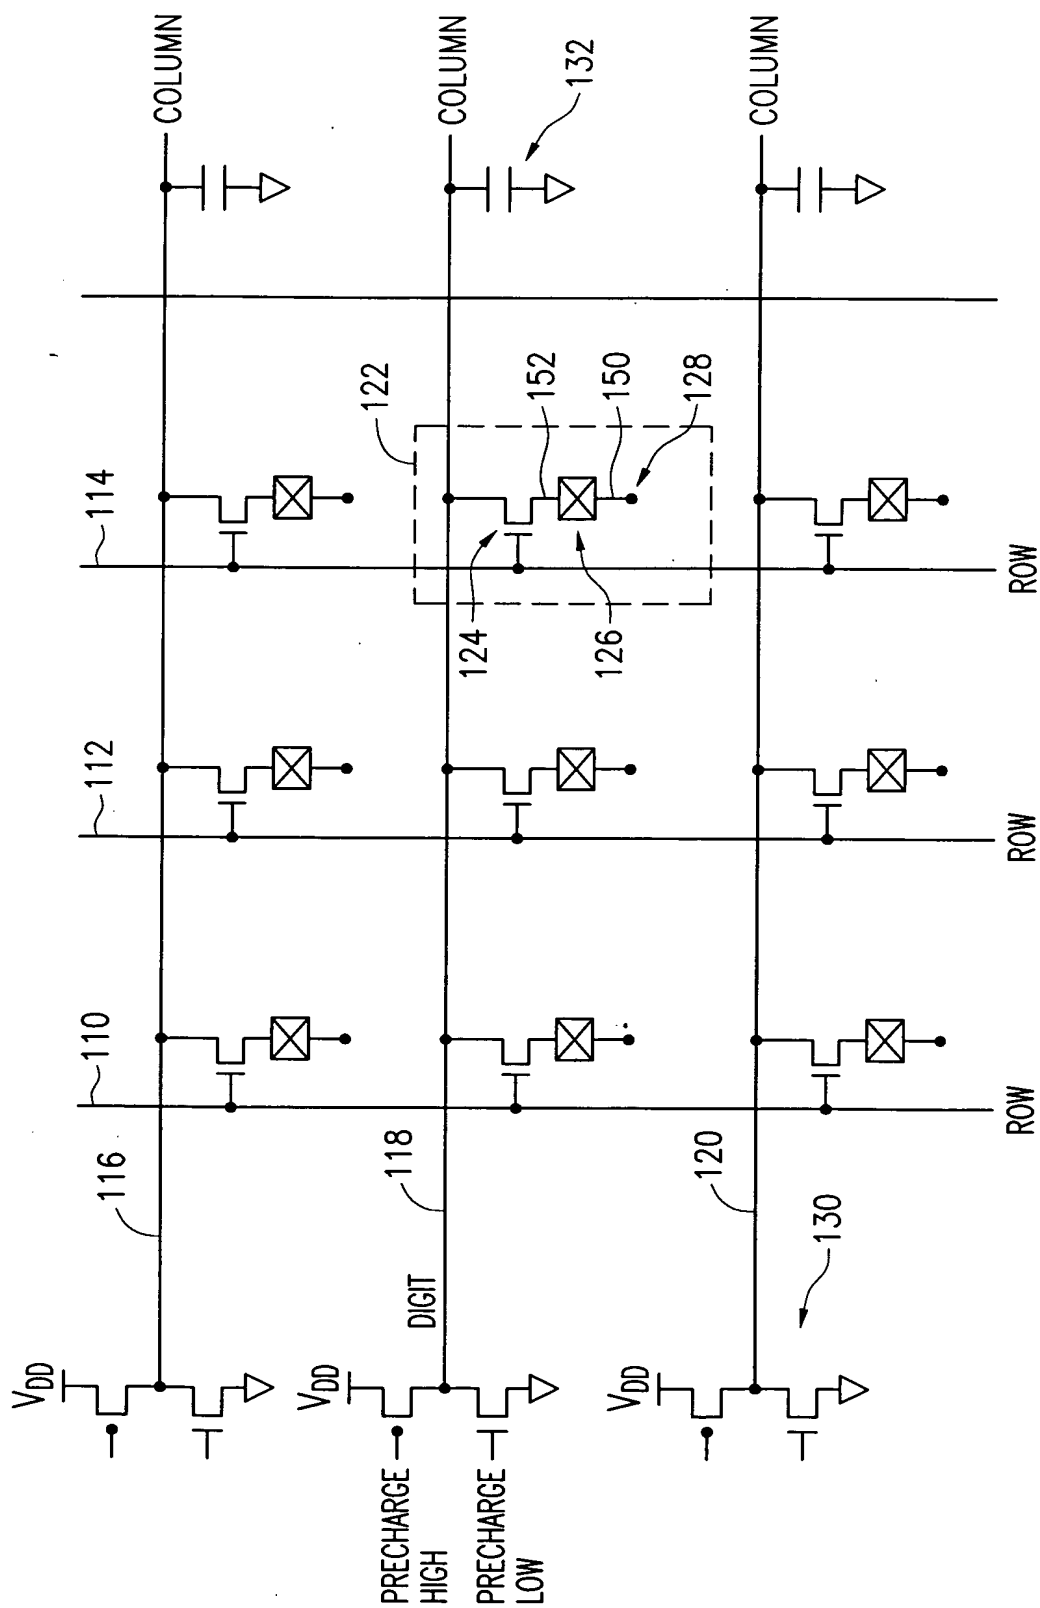 COLUMN
132
COLUMN
COLUMN
114
122
152
150
128
124
126
ROW
112
ROW
110
ROW
116
118
120
130
DIGIT
VDD
VDD
VDD
PRECHARGE
HIGH
PRECHARGE
LOW